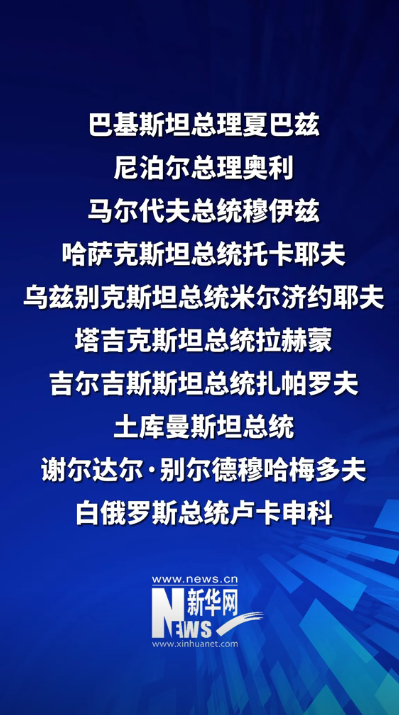 巴基斯坦总理夏巴兹
尼泊尔总理奥利
马尔代夫总统穆伊兹
哈萨克斯坦总统托卡耶夫
乌兹别克斯坦总统米尔济约耶夫
塔吉克斯坦总统拉赫蒙
吉尔吉斯斯坦总统扎帕罗夫
土库曼斯坦总统
谢尔达尔·别尔德穆哈梅多夫
白俄罗斯总统卢卡申科
www.news.cn
新华网
NEWS
www.xinhuanet.com